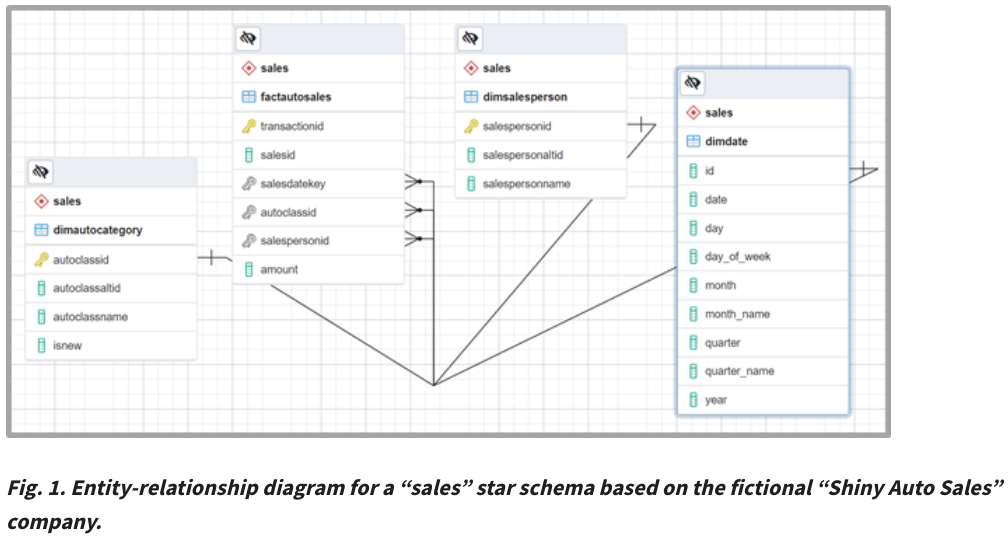 sales
dimautocategory
autoclassid
autoclassaltid
autoclassname
isnew
sales
factautosales
transactionid
salesid
salesdatekey
autoclassid
salespersonid
amount
sales
dimsalesperson
salespersonid
salespersonaltid
salespersonname
sales
dimdate
id
date
day
day_of_week
month
month_name
quarter
quarter_name
year
Fig. 1. Entity-relationship diagram for a “sales” star schema based on the fictional “Shiny Auto Sales”
company.